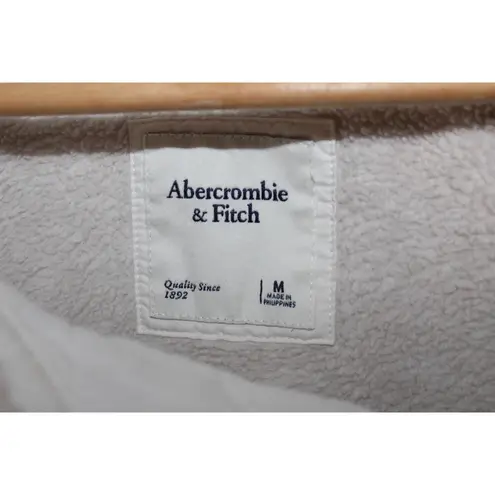 Abercrombie
& Fitch
Quality Since
1892
M
MADE IN
PHILIPPINES